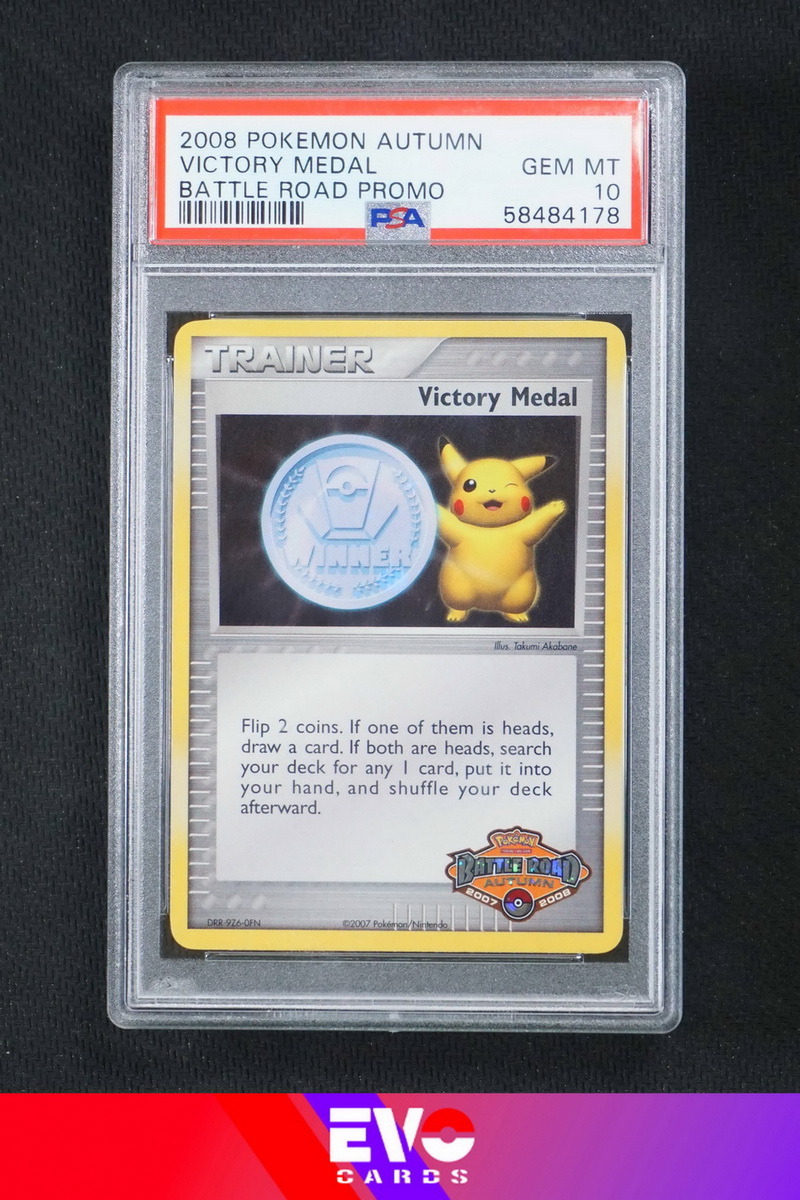 2008 POKEMON AUTUMN
VICTORY MEDAL GEM MT
BATTLE ROAD PROMO 10
PSA 58484178
TRAINER
Victory Medal
WINNER
Illus. Takumi Akabane
Flip 2 coins. If one of them is heads,
draw a card. If both are heads, search
your deck for any 1 card, put it into
your hand, and shuffle your deck
afterward.
Pokémon
BATTLE ROAD
AUTUMN
2007 2008
DRR-9Z6-0FN ©2007 Pokémon/Nintendo
EVO
CARDS